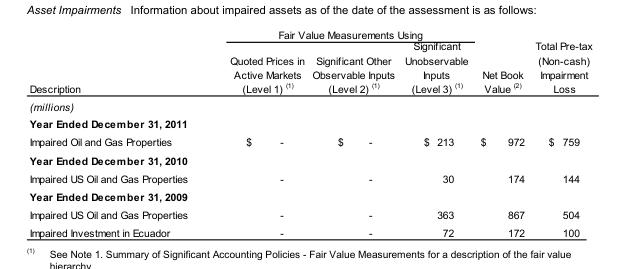 Asset Impairments Information about impaired assets as of the date of the assessment is as follows:
Fair Value Measurements Using
Quoted Prices in Active Markets (Level 1) (1) Significant Other Observable Inputs (Level 2) (1) Significant Unobservable Inputs (Level 3) (1) Net Book Value (2) Total Pre-tax (Non-cash) Impairment Loss
Description
(millions)
Year Ended December 31, 2011
Impaired Oil and Gas Properties $ - $ - $ 213 $ 972 $ 759
Year Ended December 31, 2010
Impaired US Oil and Gas Properties - - 30 174 144
Year Ended December 31, 2009
Impaired US Oil and Gas Properties - - 363 867 504
Impaired Investment in Ecuador - - 72 172 100
(1) See Note 1. Summary of Significant Accounting Policies - Fair Value Measurements for a description of the fair value
hierarchy